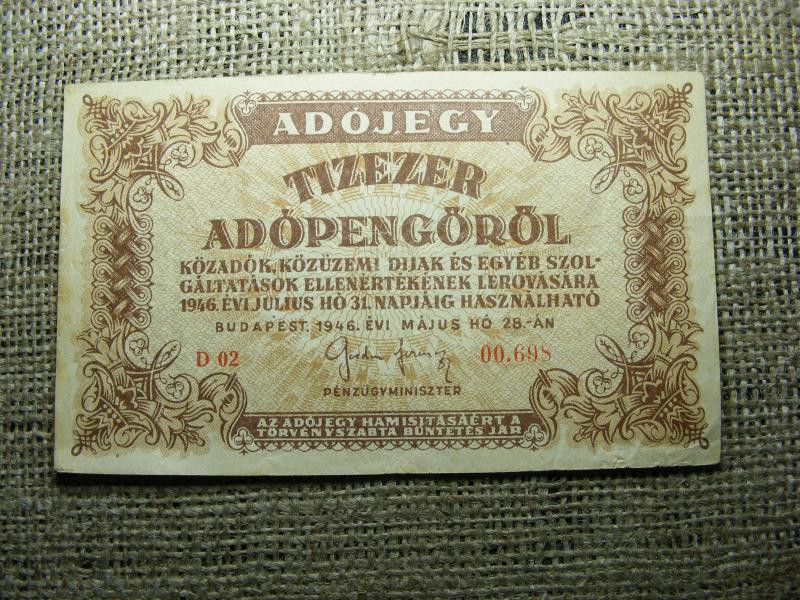 ADÓJEGY
TIZEZER
ADÓPENGŐRŐL
KÖZADÓK, KÖZÜZEMI DIJAK ÉS EGYÉB SZOL-
GÁLTATÁSOK ELLENÉRTÉKÉNEK LEROVÁSÁRA
1946. ÉVI JULIUS HÓ 31. NAPJÁIG HASZNÁLHATÓ
BUDAPEST, 1946. ÉVI MÁJUS HÓ 28.-ÁN
D 02 00.698
PÉNZÜGYMINISZTER
AZ ADÓJEGY HAMISITÁSÁÉRT A
TÖRVÉNYSZABTA BÜNTETÉS JÁR